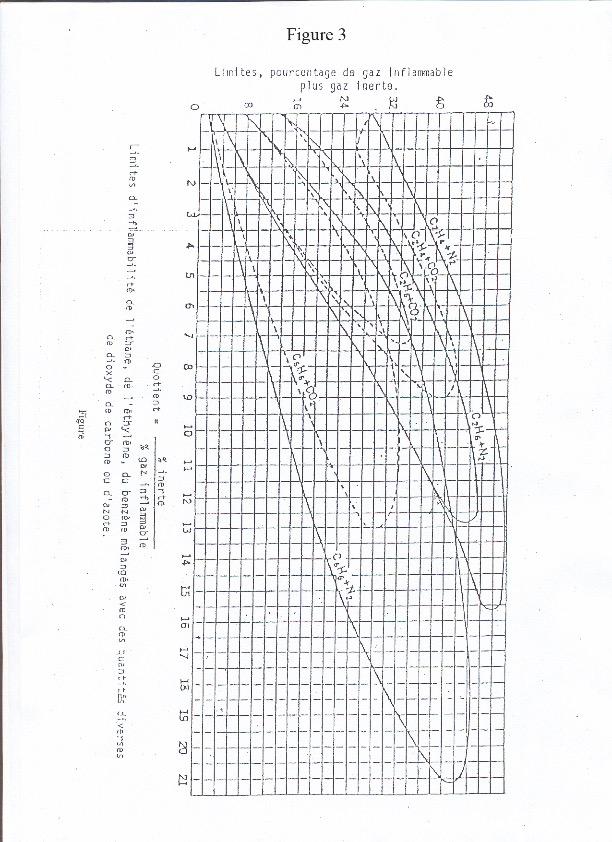 Figure 3
Limites, pourcentage de gaz inflammable
plus gaz inerte.
0 8 16 24 32 40 48
1
2
3
4
5
6
7
8
9
10
11
12
13
14
15
16
17
18
19
20
21
C₂H₄+N₂
C₂H₄+CO₂
C₂H₆+CO₂
C₂H₆+N₂
C₆H₆+CO₂
C₆H₆+N₂
Quotient = % inerte
% gaz inflammable
Limites d'inflammabilité de l'éthane, de l'éthylène, du benzène mélangés avec des quantités diverses
de dioxyde de carbone ou d'azote.
Figure